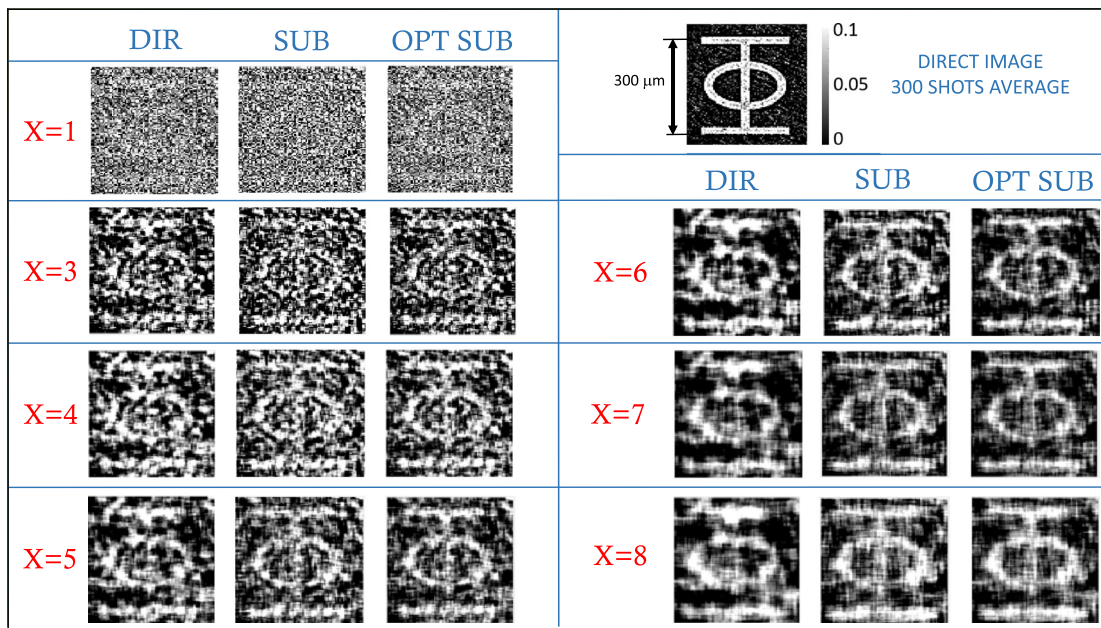 DIR SUB OPT SUB
X=1
X=3
X=4
X=5
300 μm
0.1
0.05
0
DIRECT IMAGE
300 SHOTS AVERAGE
DIR SUB OPT SUB
X=6
X=7
X=8